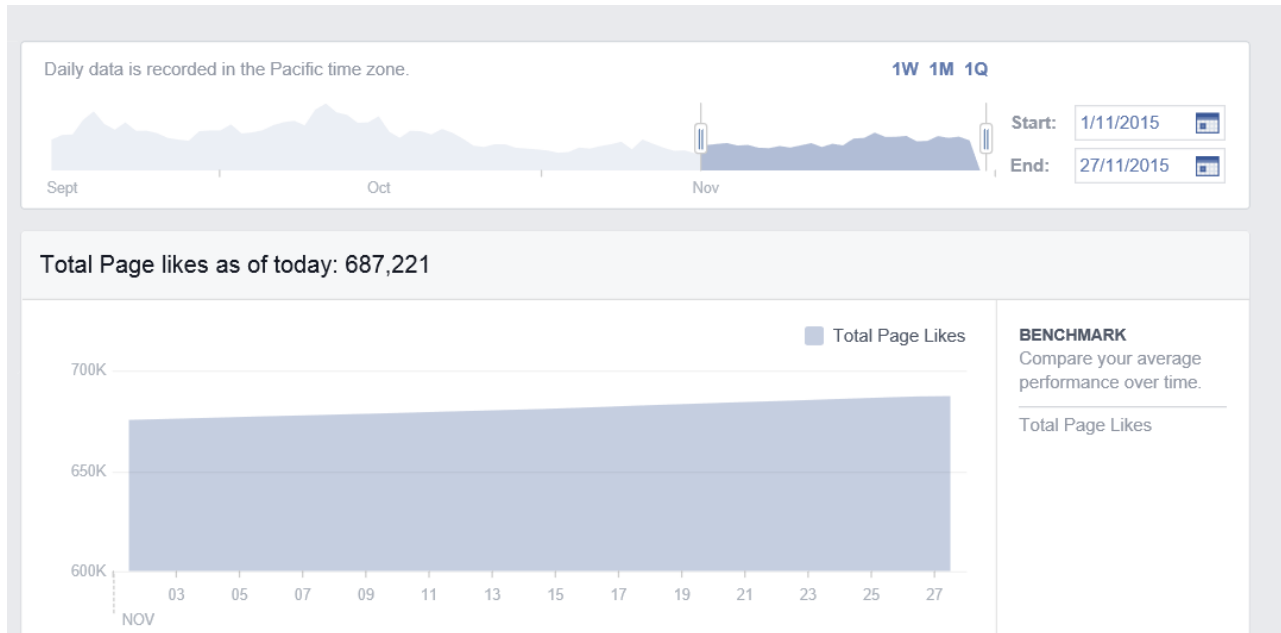 Daily data is recorded in the Pacific time zone.
1W 1M 1Q
Start: 1/11/2015
End: 27/11/2015
Sept Oct Nov
Total Page likes as of today: 687,221
Total Page Likes
BENCHMARK
Compare your average
performance over time.
Total Page Likes
700K
650K
600K
03 05 07 09 11 13 15 17 19 21 23 25 27
NOV